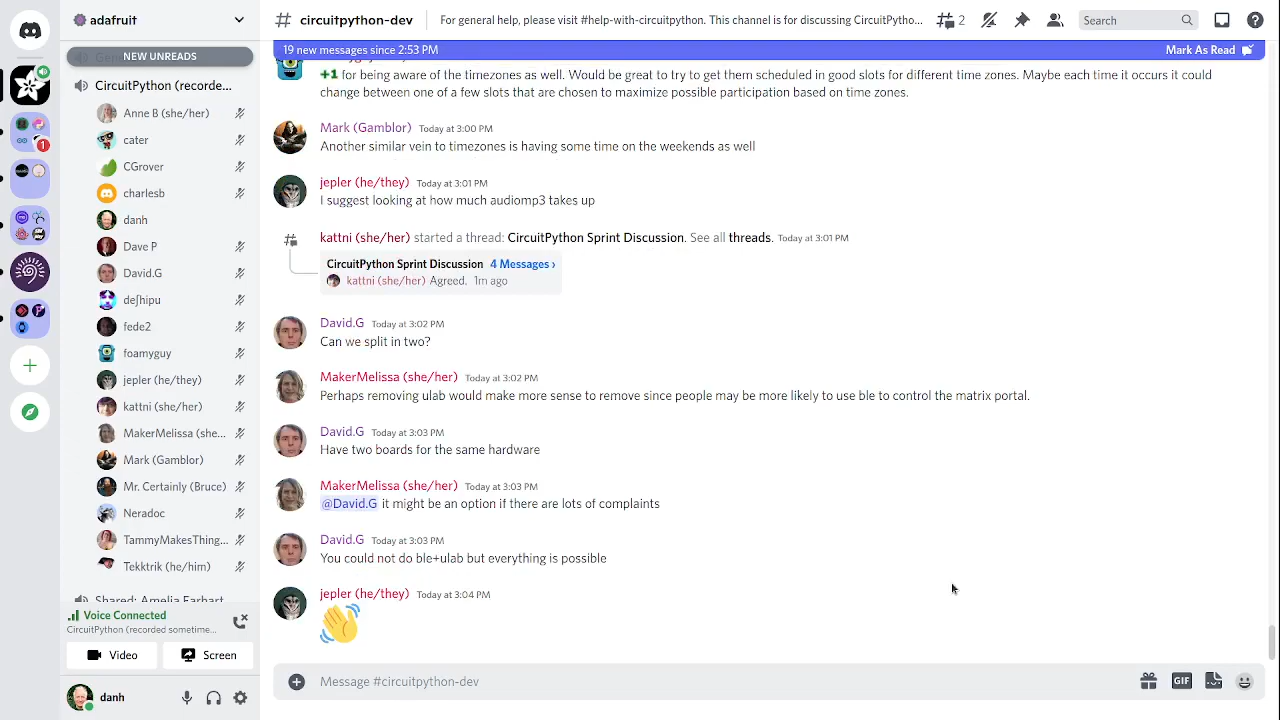 adafruit
NEW UNREADS
CircuitPython (recorde...
Anne B (she/her)
cater
CGrover
charlesb
danh
Dave P
David.G
de∫hipu
fede2
foamyguy
jepler (he/they)
kattni (she/her)
MakerMelissa (she...
Mark (Gamblor)
Mr. Certainly (Bruce)
Neradoc
TammyMakesThing...
Tekktrik (he/him)
Shared: Amelia Earhart
Voice Connected
CircuitPython (recorded sometime...
Video
Screen
danh
1
# circuitpython-dev
For general help, please visit #help-with-circuitpython. This channel is for discussing CircuitPytho...
2
Search
19 new messages since 2:53 PM
Mark As Read
+1 for being aware of the timezones as well. Would be great to try to get them scheduled in good slots for different time zones. Maybe each time it occurs it could
change between one of a few slots that are chosen to maximize possible participation based on time zones.
Mark (Gamblor) Today at 3:00 PM
Another similar vein to timezones is having some time on the weekends as well
jepler (he/they) Today at 3:01 PM
I suggest looking at how much audiomp3 takes up
kattni (she/her) started a thread: CircuitPython Sprint Discussion. See all threads. Today at 3:01 PM
CircuitPython Sprint Discussion 4 Messages ›
kattni (she/her) Agreed. 1m ago
David.G Today at 3:02 PM
Can we split in two?
MakerMelissa (she/her) Today at 3:02 PM
Perhaps removing ulab would make more sense to remove since people may be more likely to use ble to control the matrix portal.
David.G Today at 3:03 PM
Have two boards for the same hardware
MakerMelissa (she/her) Today at 3:03 PM
@David.G it might be an option if there are lots of complaints
David.G Today at 3:03 PM
You could not do ble+ulab but everything is possible
jepler (he/they) Today at 3:04 PM
Message #circuitpython-dev
GIF